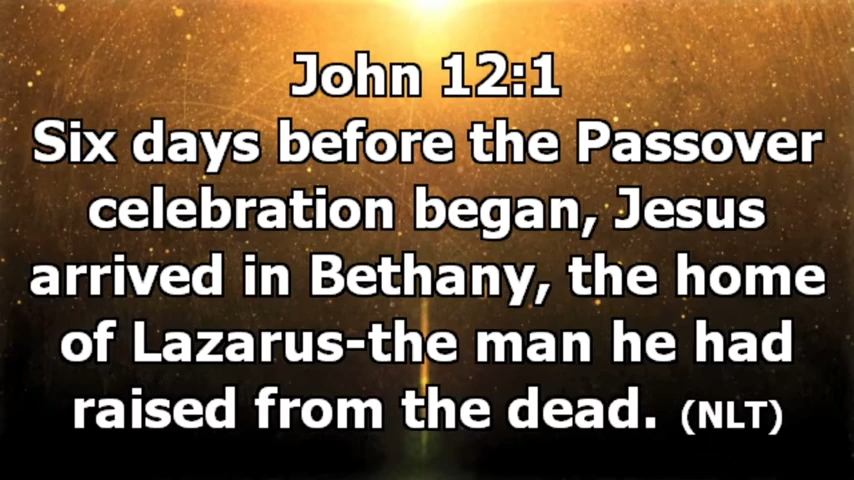 John 12:1
Six days before the Passover
celebration began, Jesus
arrived in Bethany, the home
of Lazarus-the man he had
raised from the dead. (NLT)